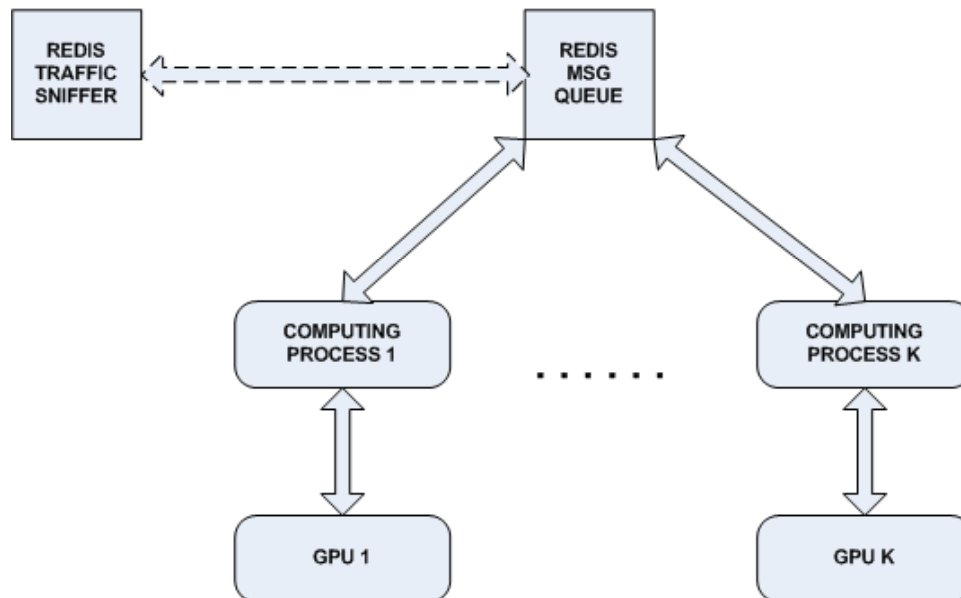 REDIS
TRAFFIC
SNIFFER
REDIS
MSG
QUEUE
COMPUTING
PROCESS 1
......
COMPUTING
PROCESS K
GPU 1
GPU K